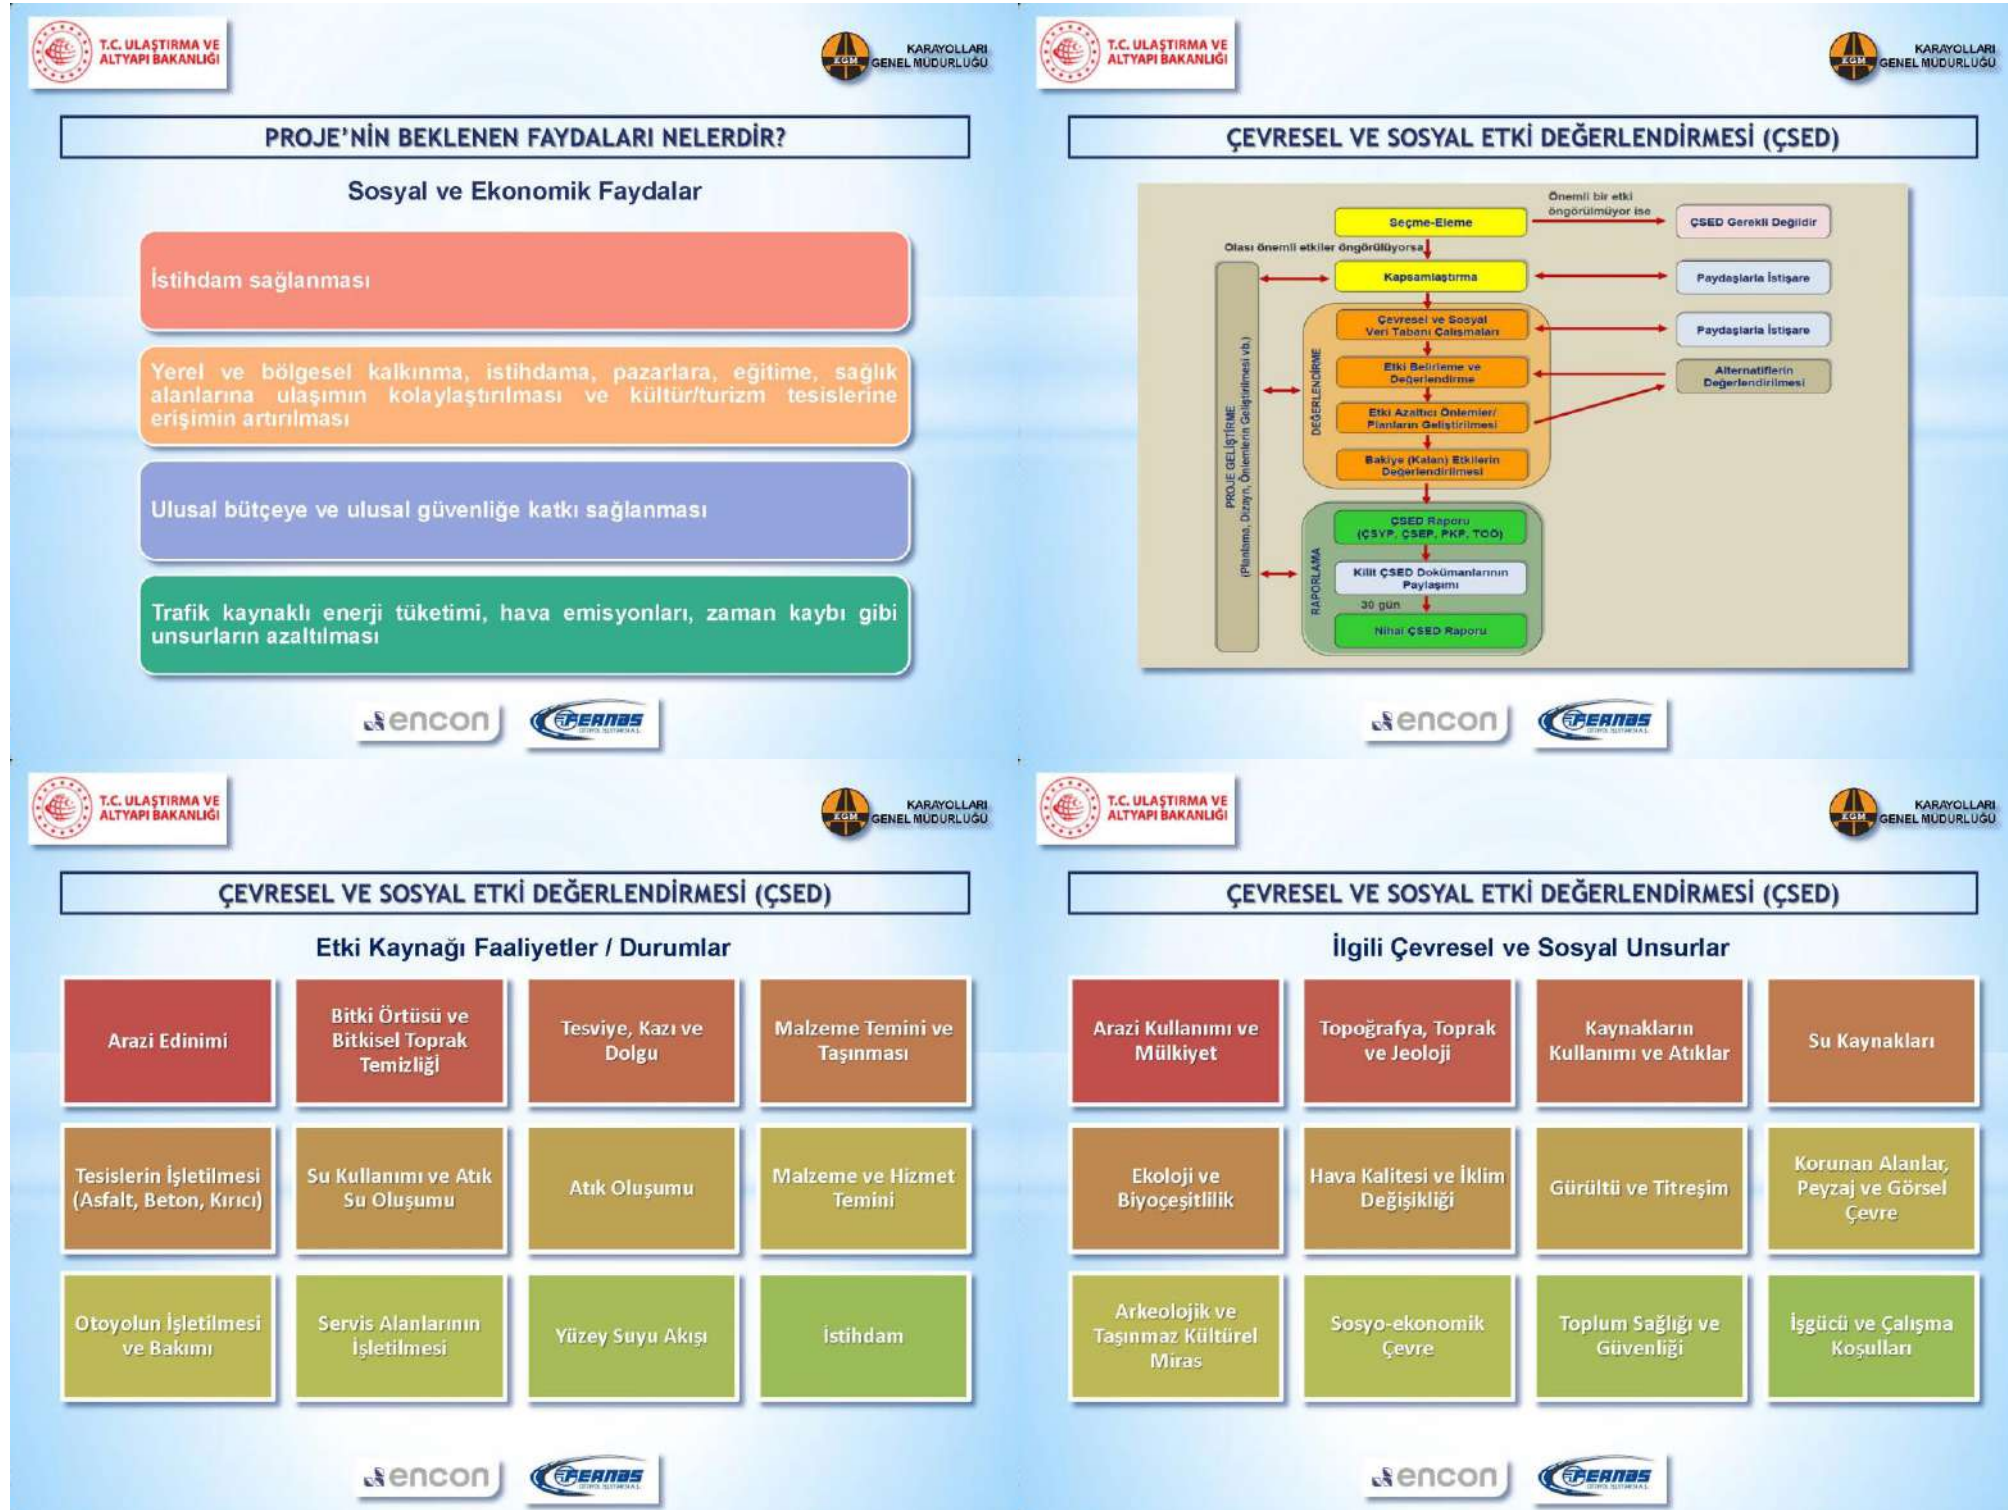 T.C. ULAŞTIRMA VE
ALTYAPI BAKANLIĞI
KARAYOLLARI
GENEL MÜDÜRLÜĞÜ
KGM
PROJE'NİN BEKLENEN FAYDALARI NELERDİR?
Sosyal ve Ekonomik Faydalar
İstihdam sağlanması
Yerel ve bölgesel kalkınma, istihdama, pazarlara, eğitime, sağlık
alanlarına ulaşımın kolaylaştırılması ve kültür/turizm tesislerine
erişimin artırılması
Ulusal bütçeye ve ulusal güvenliğe katkı sağlanması
Trafik kaynaklı enerji tüketimi, hava emisyonları, zaman kaybı gibi
unsurların azaltılması
encon
FERNAS
T.C. ULAŞTIRMA VE
ALTYAPI BAKANLIĞI
KARAYOLLARI
GENEL MÜDÜRLÜĞÜ
KGM
ÇEVRESEL VE SOSYAL ETKİ DEĞERLENDİRMESİ (ÇSED)
Önemli bir etki
öngörülmüyor ise
Seçme-Eleme
ÇSED Gerekli Değildir
Olası önemli etkiler öngörülüyorsa
Kapsamlaştırma
Paydaşlarla İstişare
Çevresel ve Sosyal
Veri Tabanı Çalışmaları
Paydaşlarla İstişare
Etki Belirleme ve
Değerlendirme
Alternatiflerin
Değerlendirilmesi
Etki Azaltıcı Önlemler/
Planların Geliştirilmesi
Bakiye (Kalan) Etkilerin
Değerlendirilmesi
DEĞERLENDİRME
PROJE GELİŞTİRME
(Planlama, Dizayn, Önlemlerin Geliştirilmesi vb.)
ÇSED Raporu
(ÇSYP, ÇSEP, PKP, TOÖ)
Kilit ÇSED Dokümanlarının
Paylaşımı
30 gün
Nihai ÇSED Raporu
RAPORLAMA
encon
FERNAS
T.C. ULAŞTIRMA VE
ALTYAPI BAKANLIĞI
KARAYOLLARI
GENEL MÜDÜRLÜĞÜ
KGM
ÇEVRESEL VE SOSYAL ETKİ DEĞERLENDİRMESİ (ÇSED)
Etki Kaynağı Faaliyetler / Durumlar
Arazi Edinimi
Bitki Örtüsü ve
Bitkisel Toprak
Temizliği
Tesviye, Kazı ve
Dolgu
Malzeme Temini ve
Taşınması
Tesislerin İşletilmesi
(Asfalt, Beton, Kırıcı)
Su Kullanımı ve Atık
Su Oluşumu
Atık Oluşumu
Malzeme ve Hizmet
Temini
Otoyolun İşletilmesi
ve Bakımı
Servis Alanlarının
İşletilmesi
Yüzey Suyu Akışı
İstihdam
encon
FERNAS
T.C. ULAŞTIRMA VE
ALTYAPI BAKANLIĞI
KARAYOLLARI
GENEL MÜDÜRLÜĞÜ
KGM
ÇEVRESEL VE SOSYAL ETKİ DEĞERLENDİRMESİ (ÇSED)
İlgili Çevresel ve Sosyal Unsurlar
Arazi Kullanımı ve
Mülkiyet
Topoğrafya, Toprak
ve Jeoloji
Kaynakların
Kullanımı ve Atıklar
Su Kaynakları
Ekoloji ve
Biyoçeşitlilik
Hava Kalitesi ve İklim
Değişikliği
Gürültü ve Titreşim
Korunan Alanlar,
Peyzaj ve Görsel
Çevre
Arkeolojik ve
Taşınmaz Kültürel
Miras
Sosyo-ekonomik
Çevre
Toplum Sağlığı ve
Güvenliği
İşgücü ve Çalışma
Koşulları
encon
FERNAS